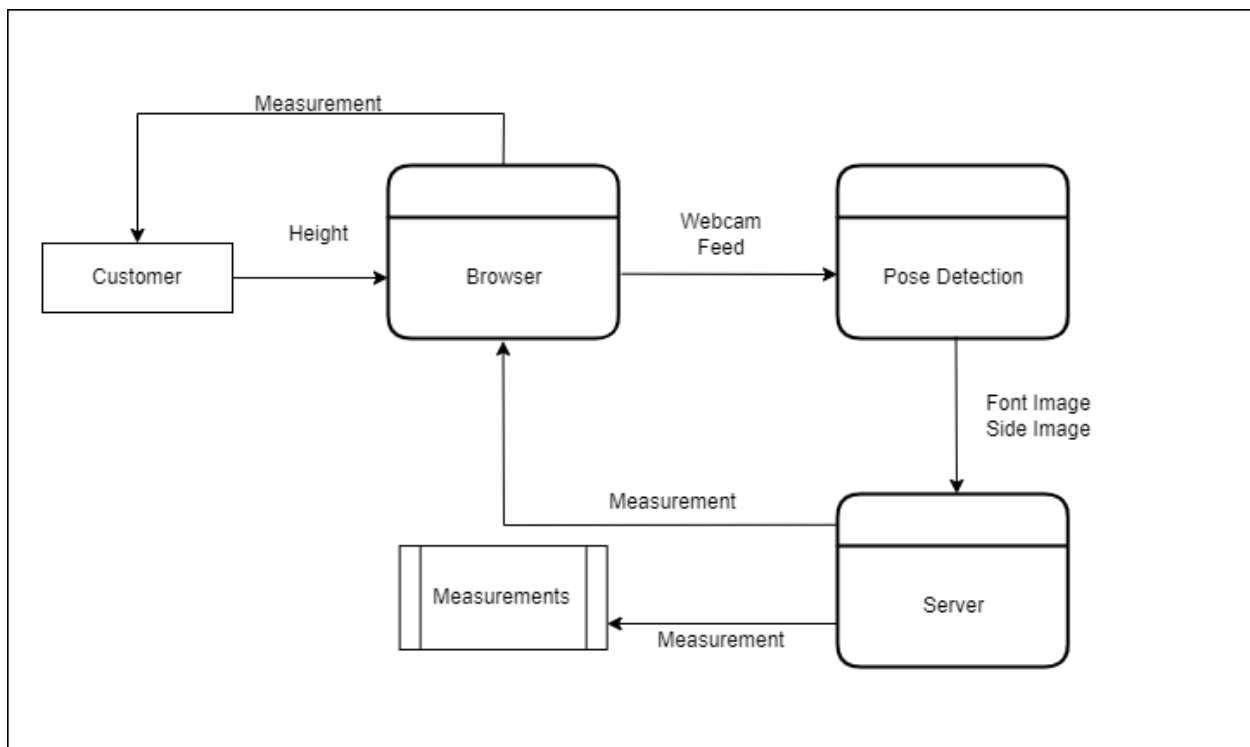 Measurement
Height
Customer
Browser
Webcam
Feed
Pose Detection
Font Image
Side Image
Measurement
Measurements
Measurement
Server